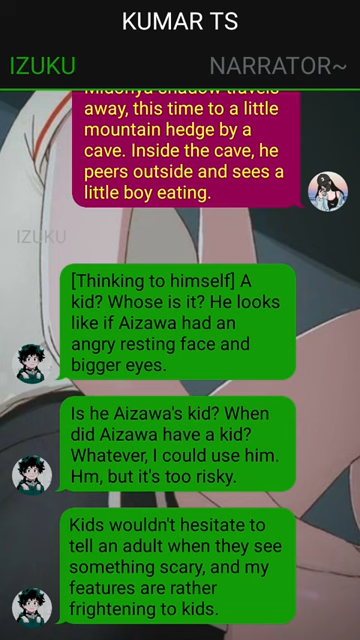 KUMAR TS
IZUKU
NARRATOR~
Midoriya shadow travels
away, this time to a little
mountain hedge by a
cave. Inside the cave, he
peers outside and sees a
little boy eating.
IZUKU
[Thinking to himself] A
kid? Whose is it? He looks
like if Aizawa had an
angry resting face and
bigger eyes.
Is he Aizawa's kid? When
did Aizawa have a kid?
Whatever, I could use him.
Hm, but it's too risky.
Kids wouldn't hesitate to
tell an adult when they see
something scary, and my
features are rather
frightening to kids.